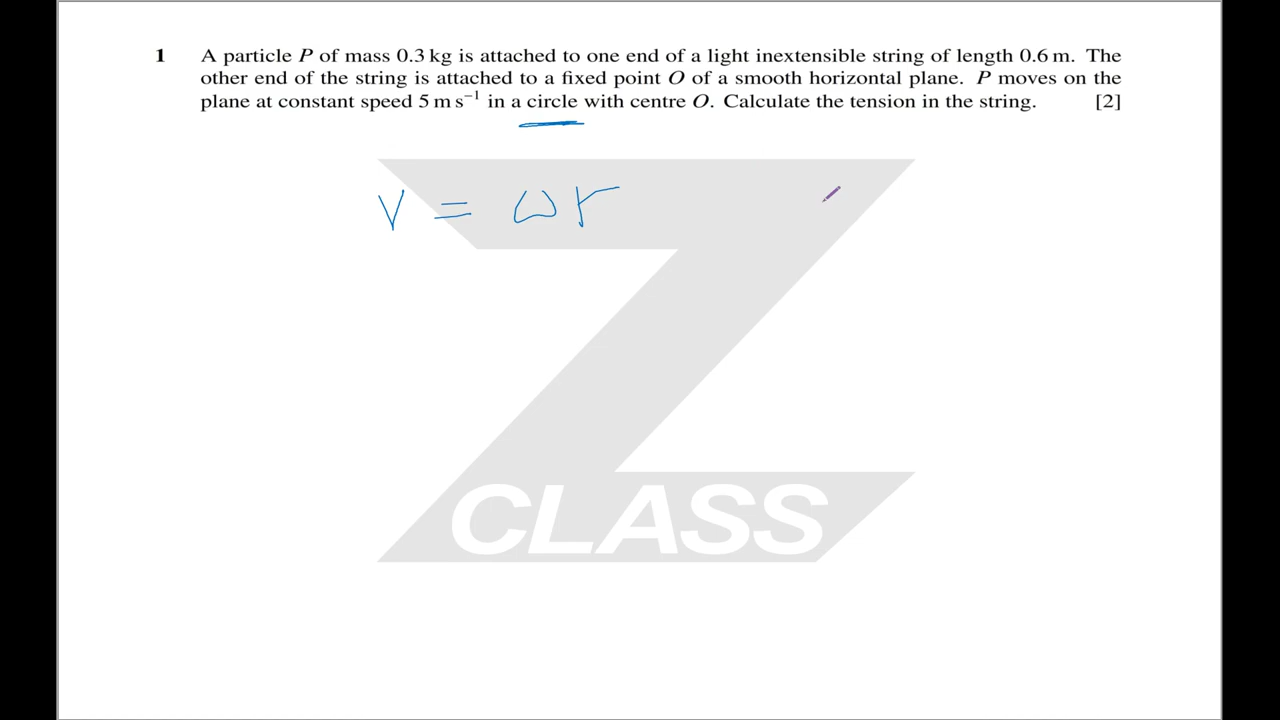 1 A particle P of mass 0.3 kg is attached to one end of a light inextensible string of length 0.6 m. The
other end of the string is attached to a fixed point O of a smooth horizontal plane. P moves on the
plane at constant speed 5 m s⁻¹ in a circle with centre O. Calculate the tension in the string. [2]
v = ωr
Z
CLASS